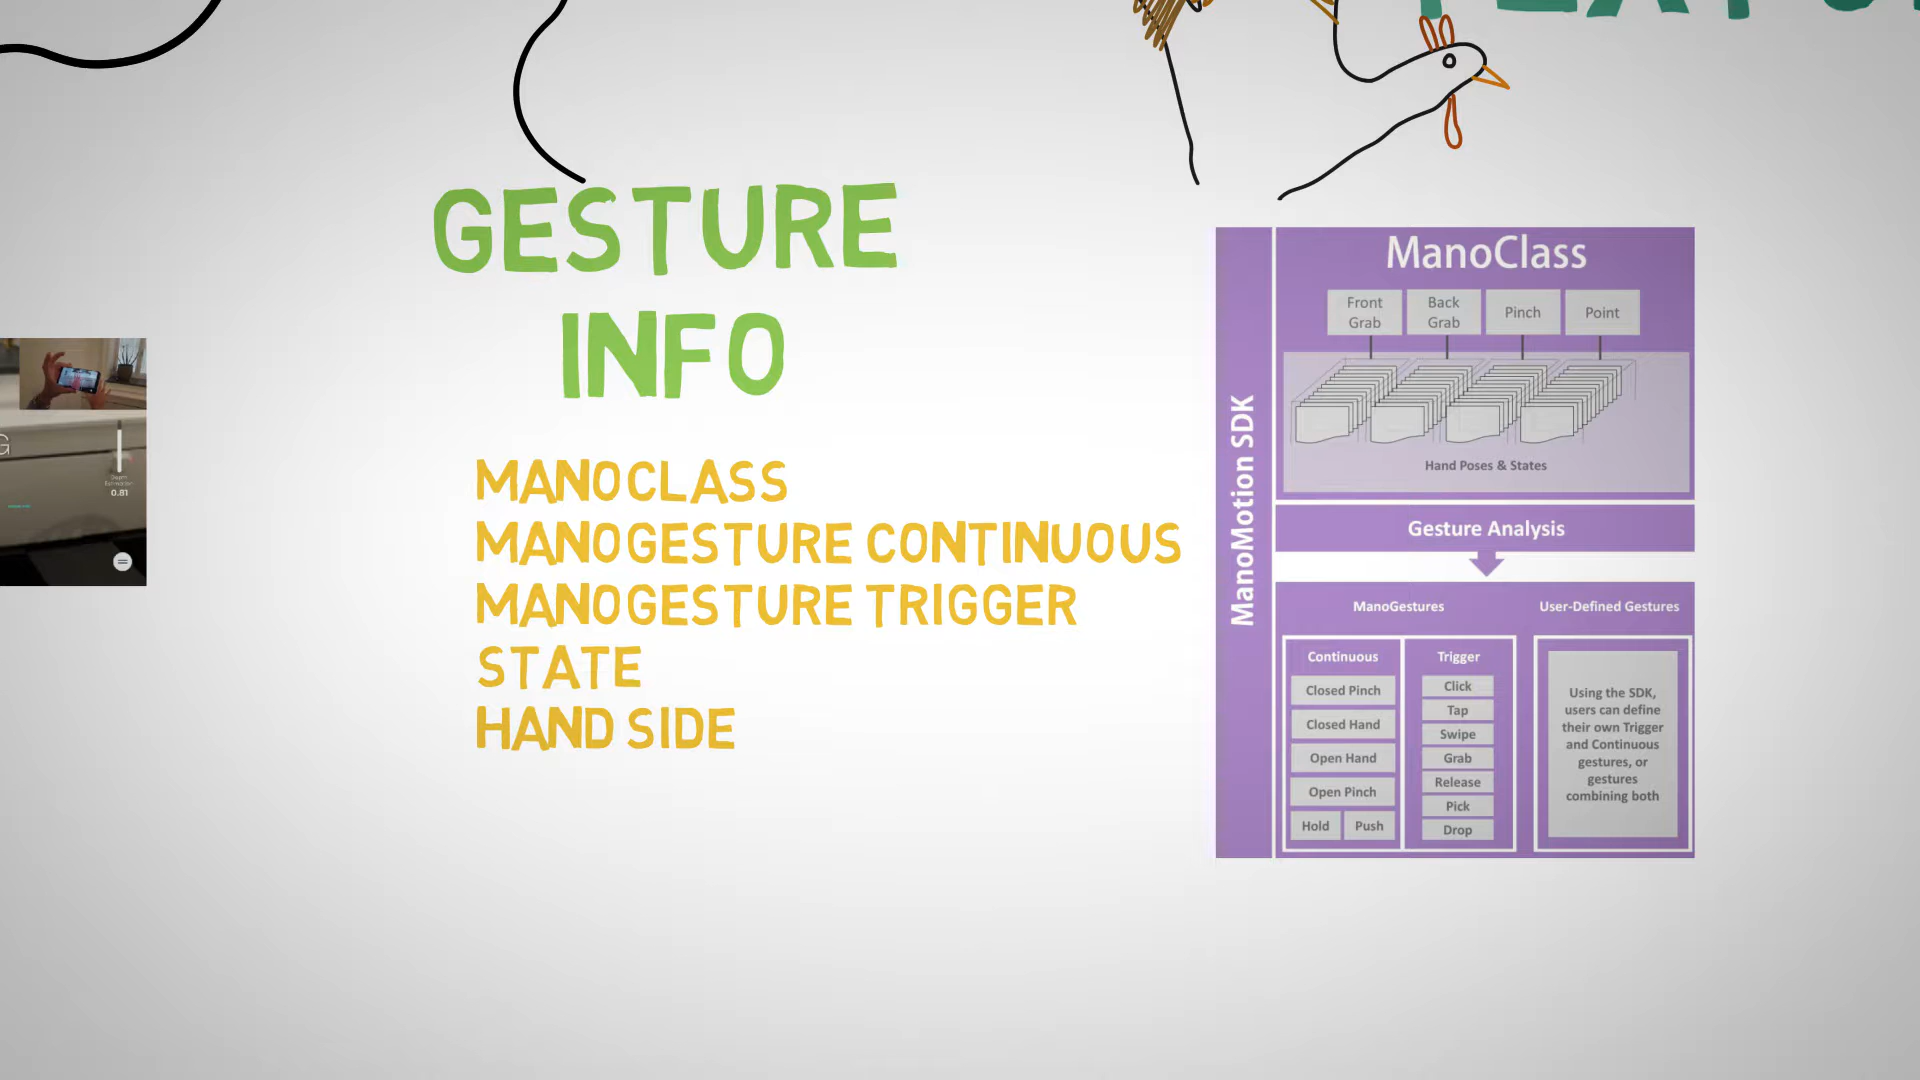 GESTURE
INFO
MANOCLASS
MANOGESTURE CONTINUOUS
MANOGESTURE TRIGGER
STATE
HAND SIDE
0.81
ManoMotion SDK
ManoClass
Front
Grab
Back
Grab
Pinch
Point
Hand Poses & States
Gesture Analysis
ManoGestures
User-Defined Gestures
Continuous
Closed Pinch
Closed Hand
Open Hand
Open Pinch
Hold
Push
Trigger
Click
Tap
Swipe
Grab
Release
Pick
Drop
Using the SDK,
users can define
their own Trigger
and Continuous
gestures, or
gestures
combining both